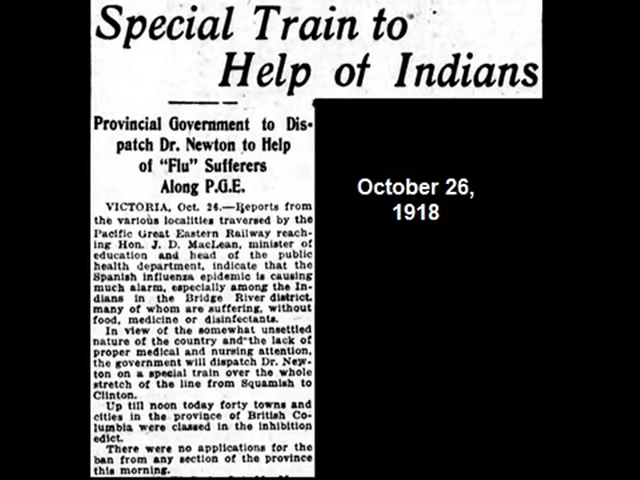 Special Train to
Help of Indians
Provincial Government to Dis-
patch Dr. Newton to Help
of "Flu" Sufferers
Along P.G.E.
VICTORIA, Oct. 26.—Reports from
the various localities traversed by the
Pacific Great Eastern Railway reach-
ing Hon. J. D. MacLean, minister of
education and head of the public
health department, indicate that the
Spanish influenza epidemic is causing
much alarm, especially among the In-
dians in the Bridge River district,
many of whom are suffering, without
food, medicine or disinfectants.
In view of the somewhat unsettled
nature of the country and the lack of
proper medical and nursing attention,
the government will dispatch Dr. New-
ton on a special train over the whole
stretch of the line from Squamish to
Clinton.
Up till noon today forty towns and
cities in the province of British Co-
lumbia were classed in the inhibition
edict.
There were no applications for the
ban from any section of the province
this morning.
October 26,
1918